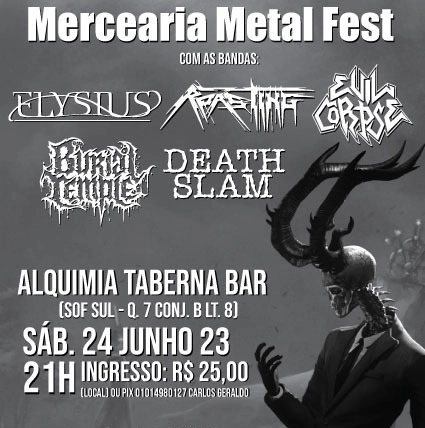 Mercearia Metal Fest
COM AS BANDAS:
ELYSIUS
EVIL CORPSE
BURIAL TEMPLE
DEATH SLAM
ALQUIMIA TABERNA BAR
(SOF SUL - Q. 7 CONJ. B LT. 8)
SÁB. 24 JUNHO 23
21H INGRESSO: R$ 25,00
(LOCAL) OU PIX 01014980127 CARLOS GERALDO